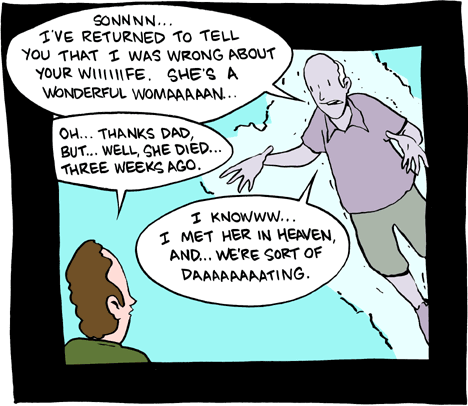 SONNNN...
I'VE RETURNED TO TELL
YOU THAT I WAS WRONG ABOUT
YOUR WIIIIIIFE. SHE'S A
WONDERFUL WOMAAAAAN...
OH... THANKS DAD,
BUT... WELL, SHE DIED...
THREE WEEKS AGO.
I KNOWWW...
I MET HER IN HEAVEN,
AND... WE'RE SORT OF
DAAAAAAAATING.